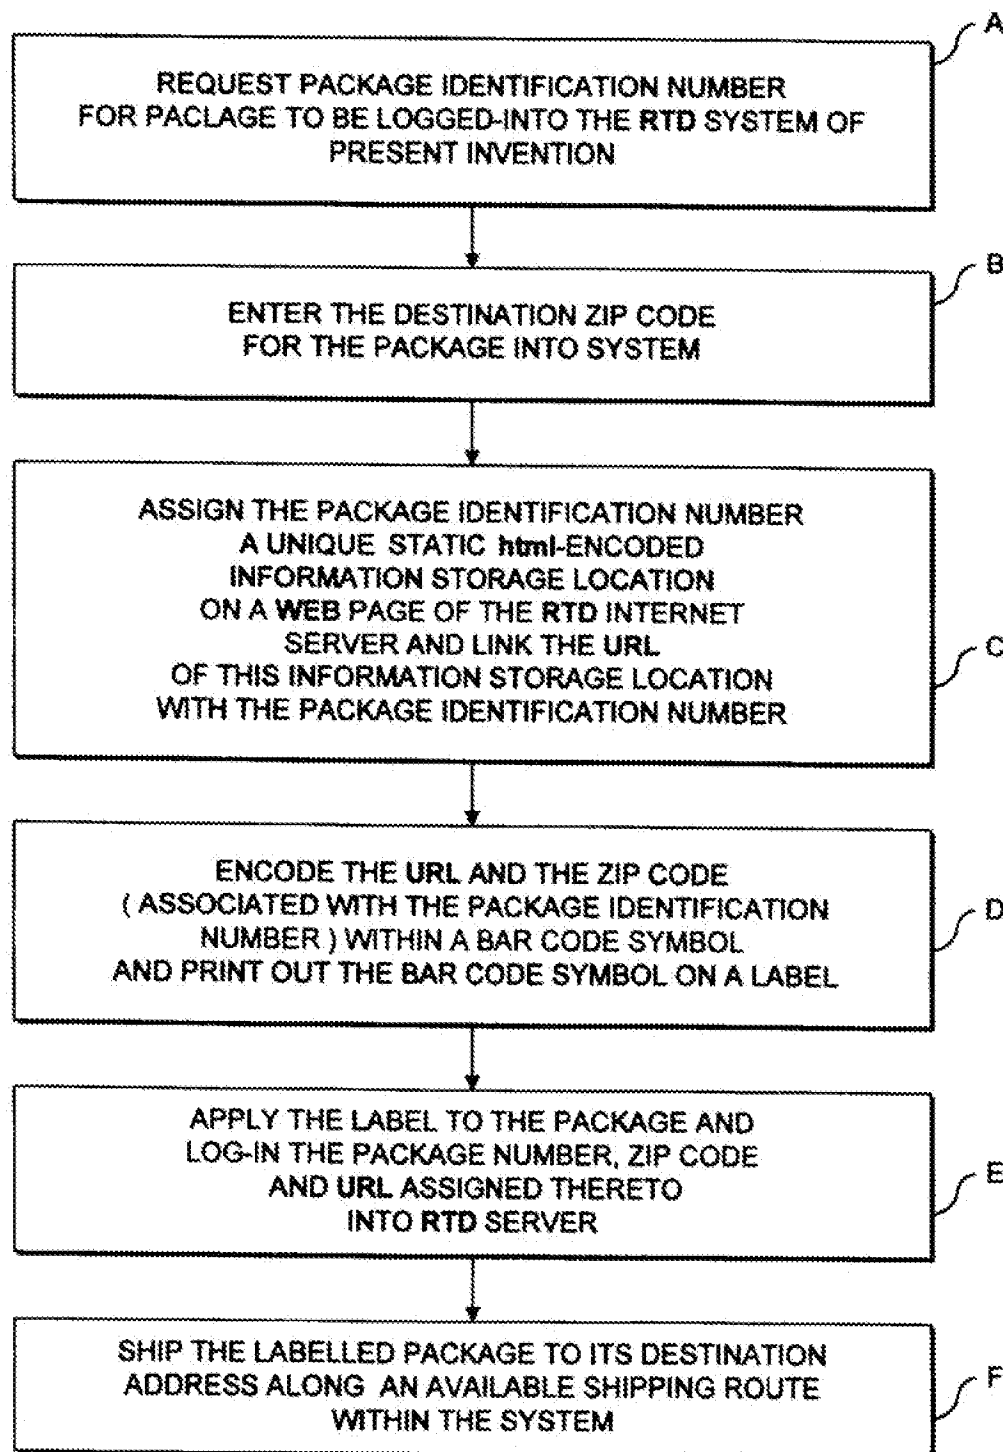 A
REQUEST PACKAGE IDENTIFICATION NUMBER
FOR PACLAGE TO BE LOGGED-INTO THE RTD SYSTEM OF
PRESENT INVENTION
B
ENTER THE DESTINATION ZIP CODE
FOR THE PACKAGE INTO SYSTEM
ASSIGN THE PACKAGE IDENTIFICATION NUMBER
A UNIQUE STATIC html-ENCODED
INFORMATION STORAGE LOCATION
ON A WEB PAGE OF THE RTD INTERNET
SERVER AND LINK THE URL
OF THIS INFORMATION STORAGE LOCATION
WITH THE PACKAGE IDENTIFICATION NUMBER
C
ENCODE THE URL AND THE ZIP CODE
( ASSOCIATED WITH THE PACKAGE IDENTIFICATION
NUMBER ) WITHIN A BAR CODE SYMBOL
AND PRINT OUT THE BAR CODE SYMBOL ON A LABEL
D
APPLY THE LABEL TO THE PACKAGE AND
LOG-IN THE PACKAGE NUMBER, ZIP CODE
AND URL ASSIGNED THERETO
INTO RTD SERVER
E
SHIP THE LABELLED PACKAGE TO ITS DESTINATION
ADDRESS ALONG AN AVAILABLE SHIPPING ROUTE
WITHIN THE SYSTEM
F